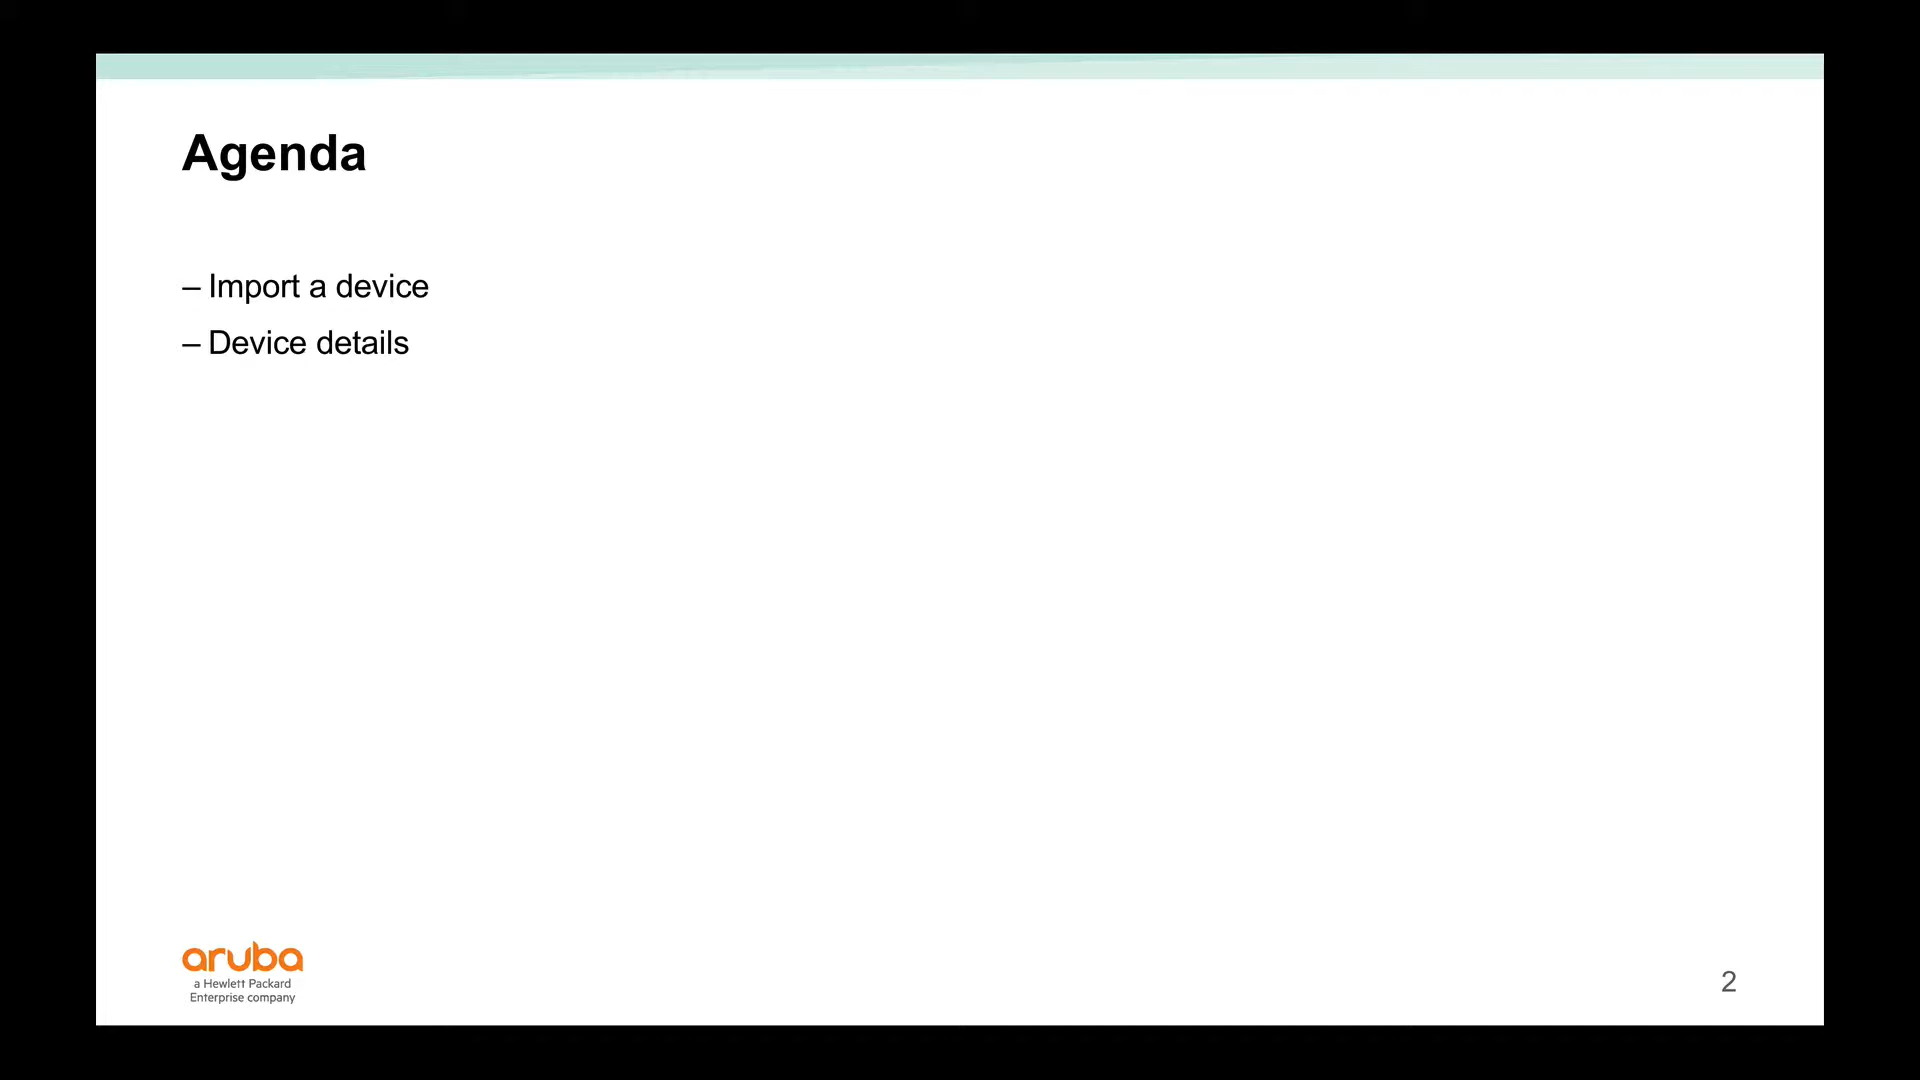 Agenda
– Import a device
– Device details
aruba
a Hewlett Packard
Enterprise company
2